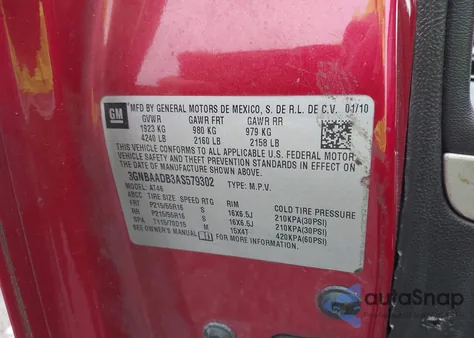 GM
MFD BY GENERAL MOTORS DE MEXICO, S. DE R.L. DE C.V. 01/10
GVWR GAWR FRT GAWR RR
1923 KG 980 KG 979 KG
4240 LB 2160 LB 2158 LB
THIS VEHICLE CONFORMS TO ALL APPLICABLE U.S. FEDERAL
MOTOR VEHICLE SAFETY, BUMPER, AND
THEFT PREVENTION STANDARDS IN EFFECT ON THE
DATE OF MANUFACTURE SHOWN ABOVE.
3GNBAADB3AS579302 TYPE: M.P.V.
MODEL: AT46
TIRE SIZE SPEED RTG RIM COLD TIRE PRESSURE
FRT P215/55R16 S 16X6.5J 210KPA(30PSI)
RR P215/55R16 S 16X6.5J 210KPA(30PSI)
SPA T115/70D15 M 15X4T 420KPA(60PSI)
SEE OWNER'S MANUAL
autoSnap